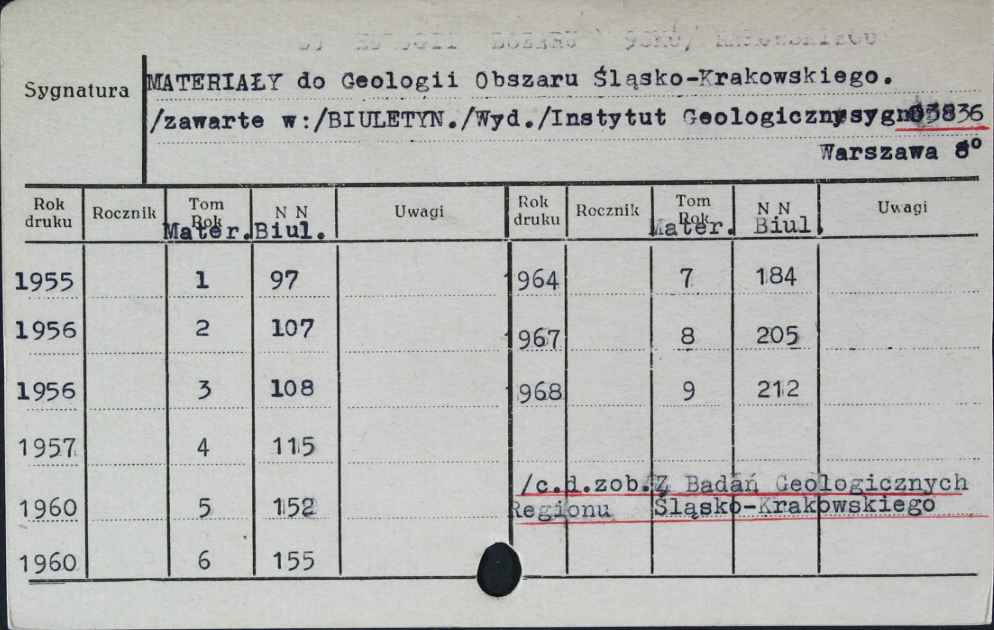 Sygnatura
MATERIAŁY do Geologii Obszaru Śląsko-Krakowskiego.
/zawarte w:/BIULETYN./Wyd./Instytut Geologiczny sygn 03836
Warszawa 8°
Rok druku Rocznik Tom Rok N N Uwagi Rok druku Rocznik Tom Rok N N Uwagi
Mater. Biul. Mater. Biul.
1955 1 97 1964 7 184
1956 2 107 1967 8 205
1956 3 108 1968 9 212
1957 4 115
/c.d.zob. Z Badań Geologicznych
1960 5 152 Regionu Śląsko-Krakowskiego
1960 6 155